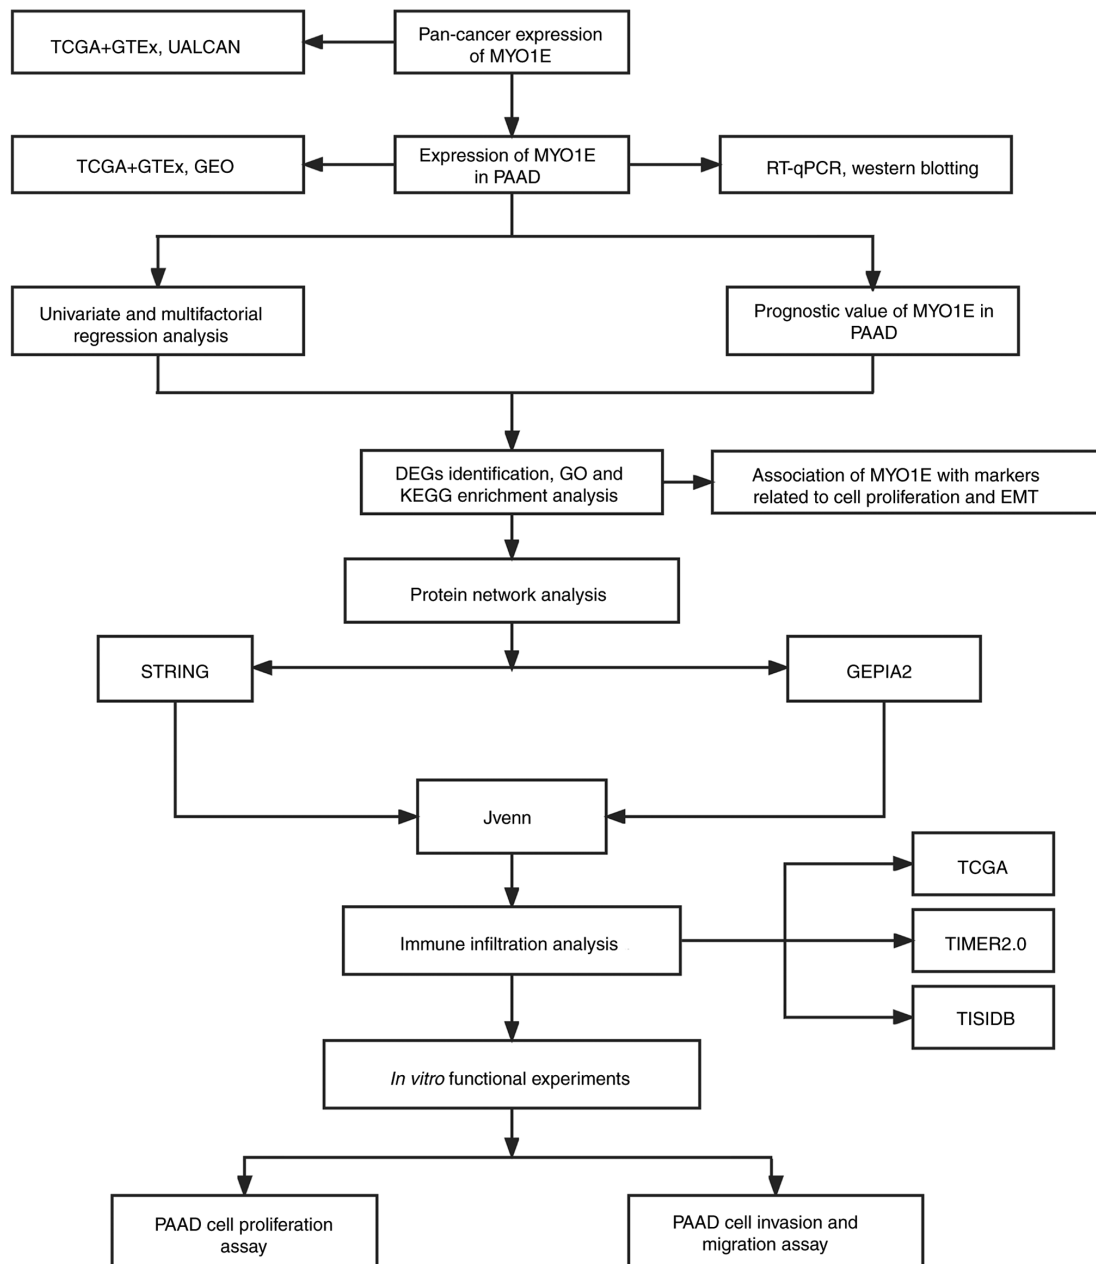 TCGA+GTEx, UALCAN
Pan-cancer expression
of MYO1E
TCGA+GTEx, GEO
Expression of MYO1E
in PAAD
RT-qPCR, western blotting
Univariate and multifactorial
regression analysis
Prognostic value of MYO1E in
PAAD
DEGs identification, GO and
KEGG enrichment analysis
Association of MYO1E with markers
related to cell proliferation and EMT
Protein network analysis
STRING
GEPIA2
Jvenn
TCGA
Immune infiltration analysis
TIMER2.0
TISIDB
In vitro functional experiments
PAAD cell proliferation
assay
PAAD cell invasion and
migration assay